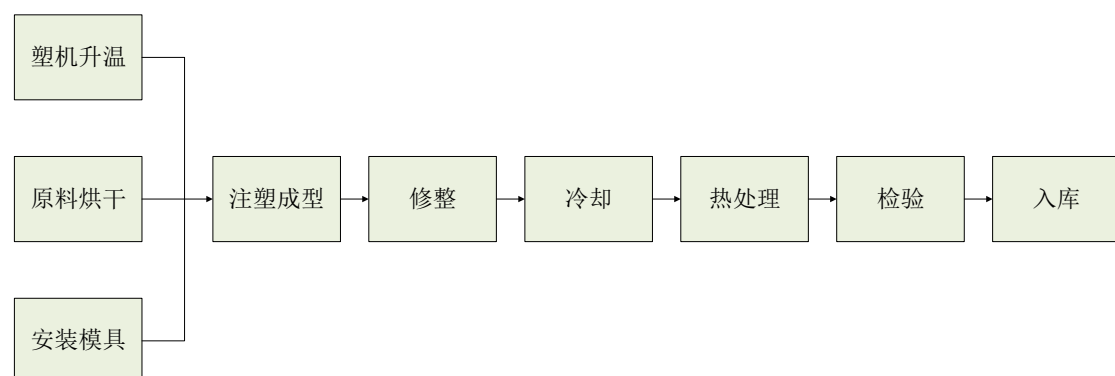 塑机升温
原料烘干
安装模具
注塑成型
修整
冷却
热处理
检验
入库